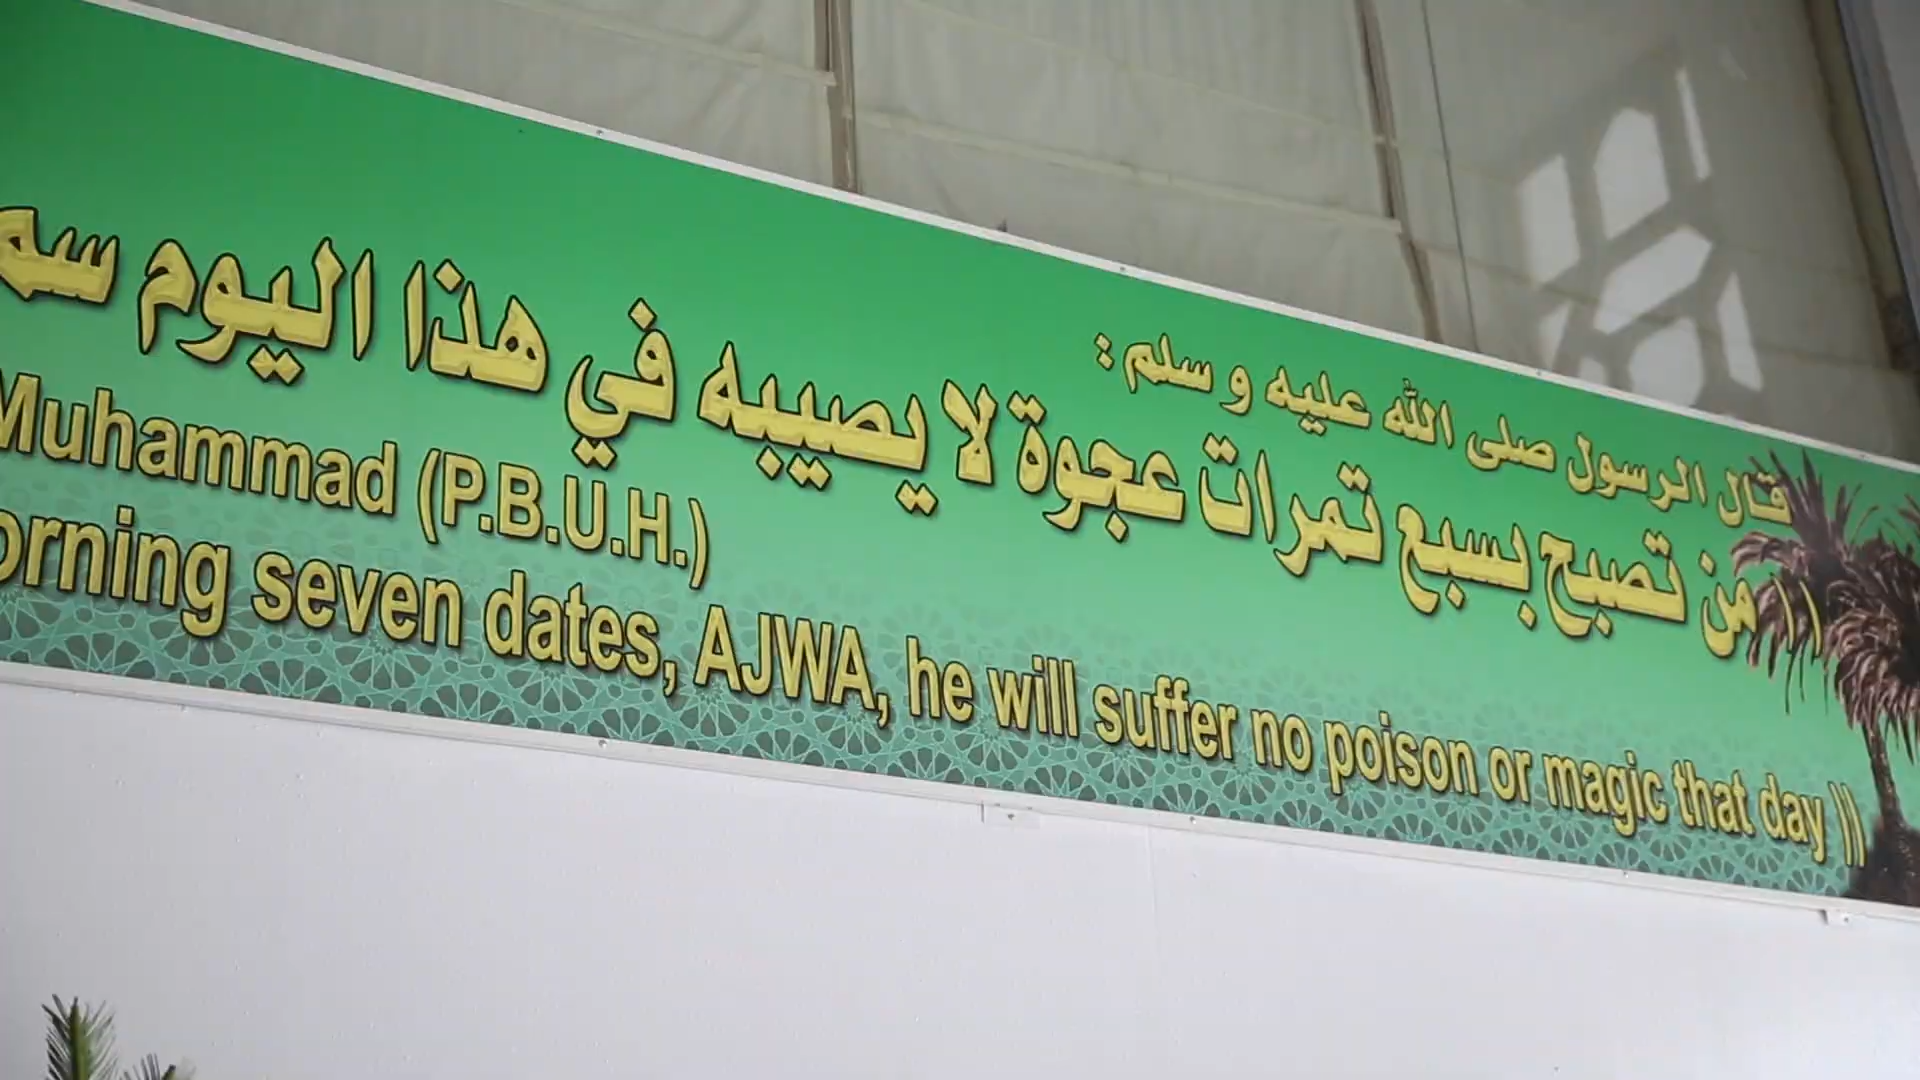 قال الرسول صلى الله عليه وسلم :
(( من تصبح بسبع تمرات عجوة لا يصيبه في هذا اليوم سم
Muhammad (P.B.U.H.)
orning seven dates, AJWA, he will suffer no poison or magic that day ))